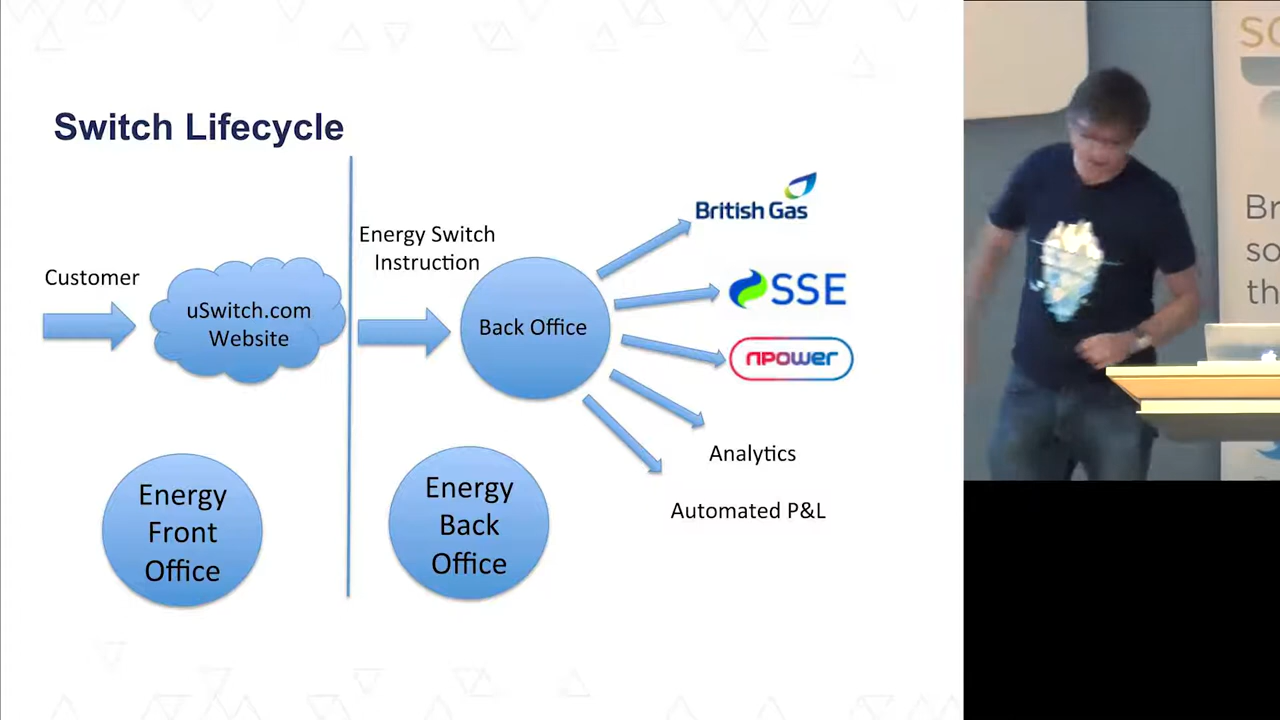 Switch Lifecycle
Customer
uSwitch.com
Website
Energy Switch
Instruction
Back Office
British Gas
SSE
npower
Analytics
Automated P&L
Energy
Front
Office
Energy
Back
Office